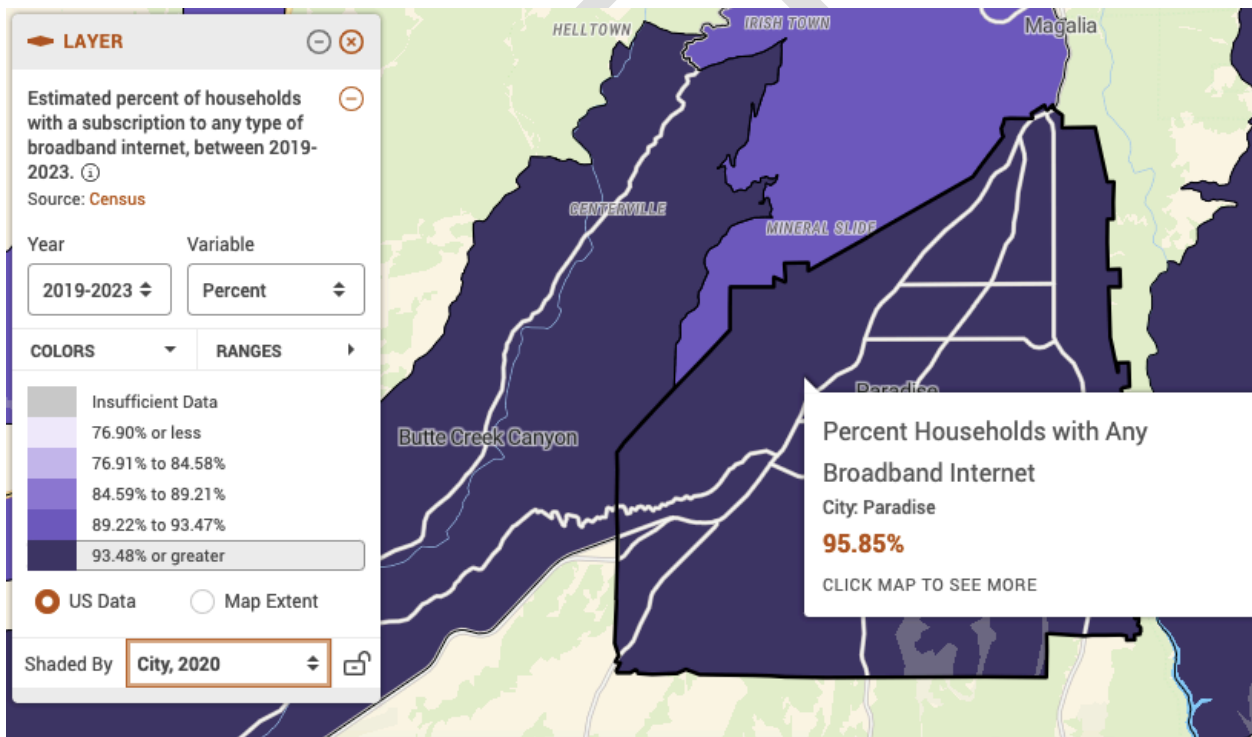 LAYER
Estimated percent of households
with a subscription to any type of
broadband internet, between 2019-
2023.
Source: Census
Year
Variable
2019-2023
Percent
COLORS
RANGES
Insufficient Data
76.90% or less
76.91% to 84.58%
84.59% to 89.21%
89.22% to 93.47%
93.48% or greater
US Data
Map Extent
Shaded By
City, 2020
HELLTOWN
IRISH TOWN
Magalia
CENTERVILLE
MINERAL SLIDE
Butte Creek Canyon
Paradise
Percent Households with Any
Broadband Internet
City: Paradise
95.85%
CLICK MAP TO SEE MORE